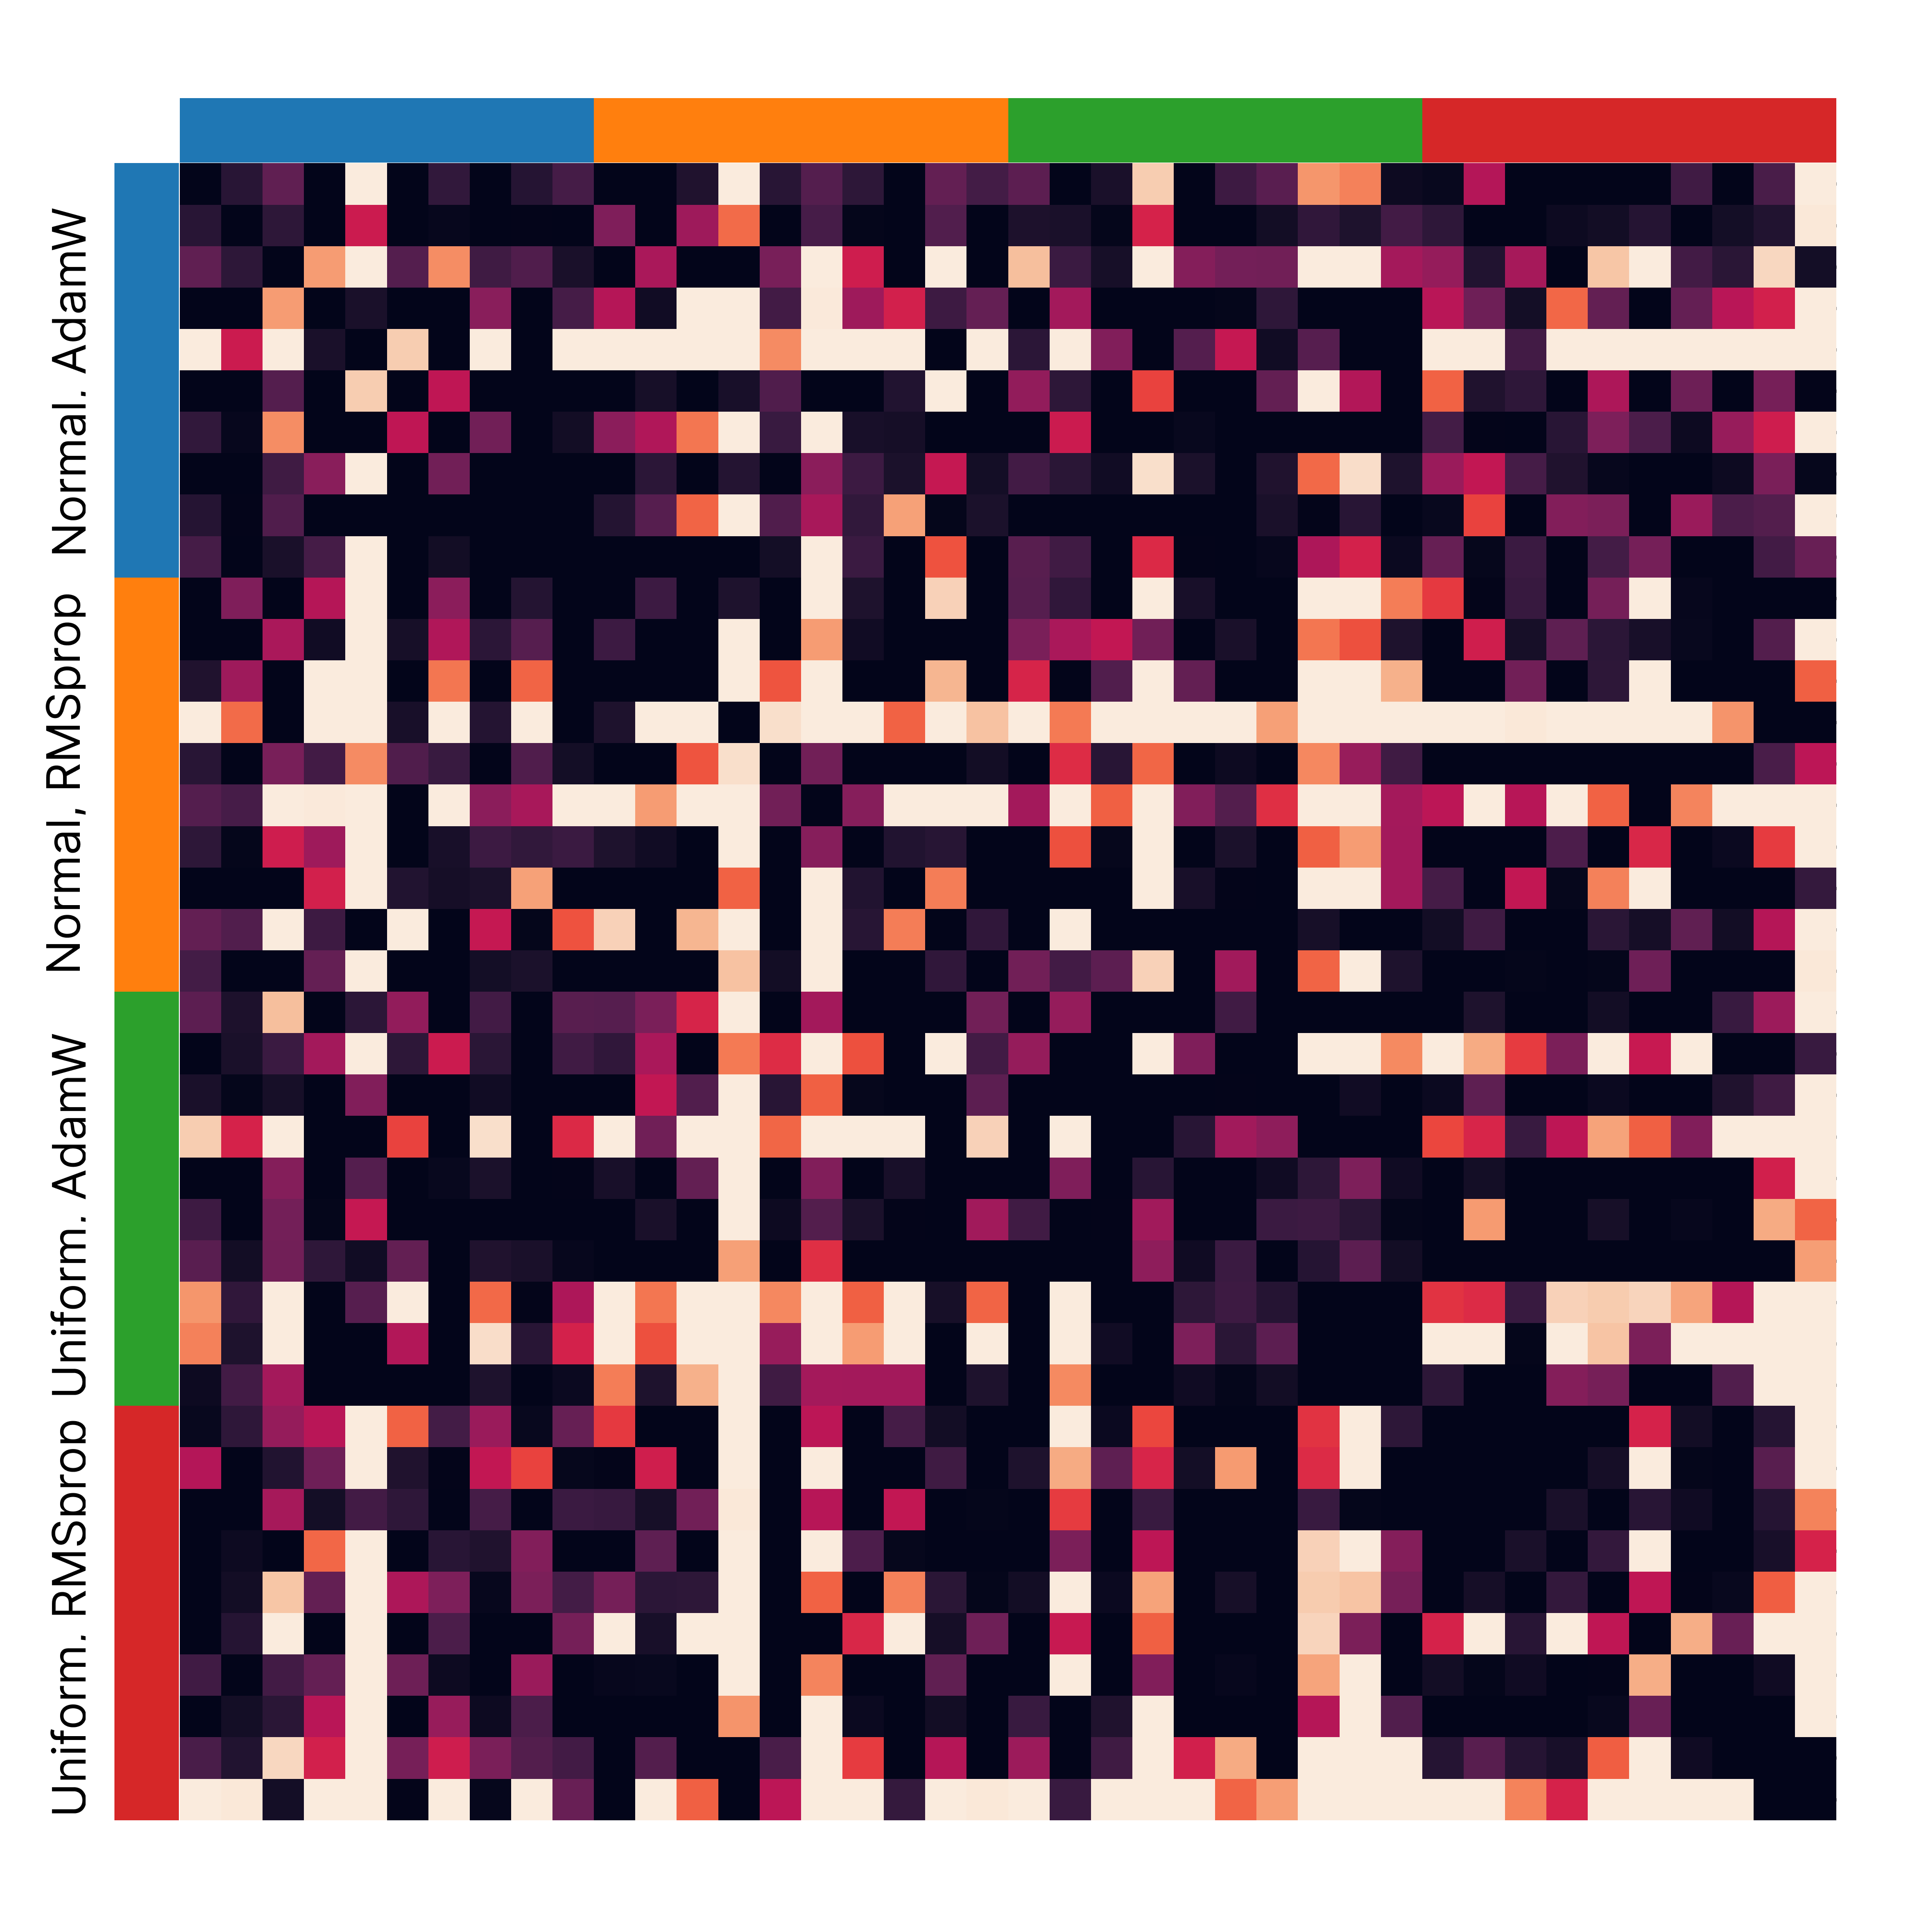 Normal. AdamW
Normal, RMSprop
Uniform. AdamW
Uniform. RMSprop